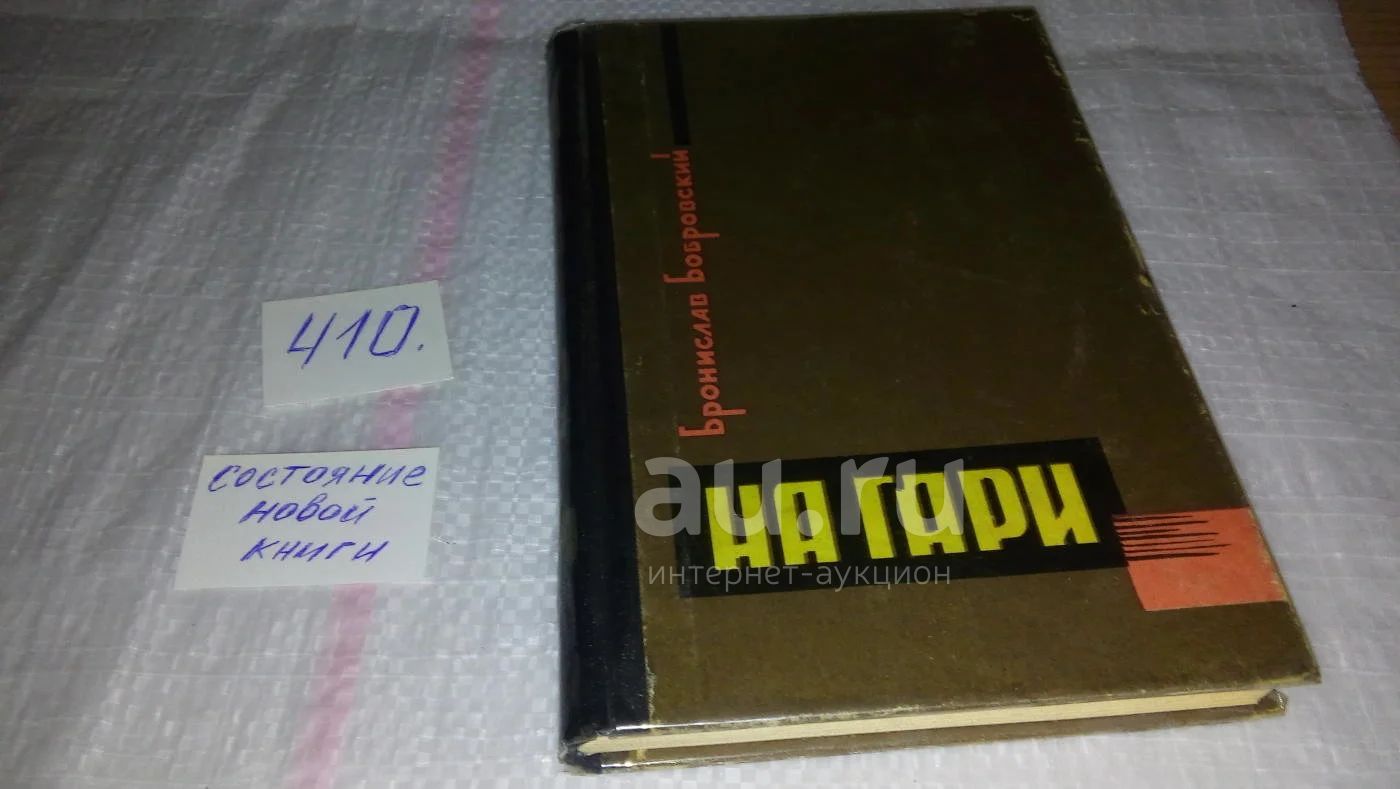 410.
состояние
новой
книги
Бронислав Бобровский
НА ГАРИ
au.ru
интернет-аукцион